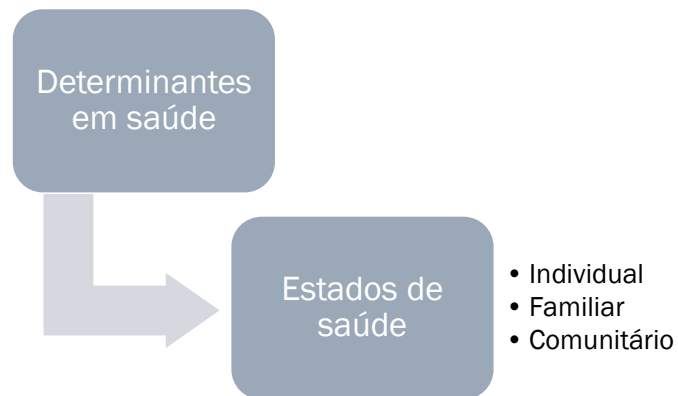 Determinantes
em saúde
Estados de
saúde
• Individual
• Familiar
• Comunitário